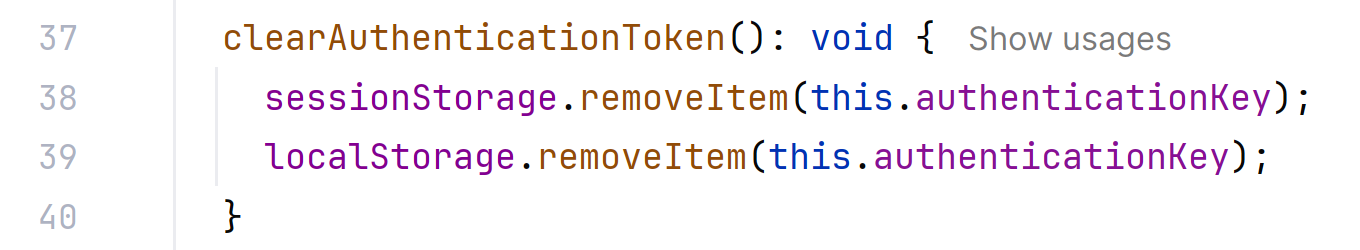 37 clearAuthenticationToken(): void { Show usages
38 sessionStorage.removeItem(this.authenticationKey);
39 localStorage.removeItem(this.authenticationKey);
40 }